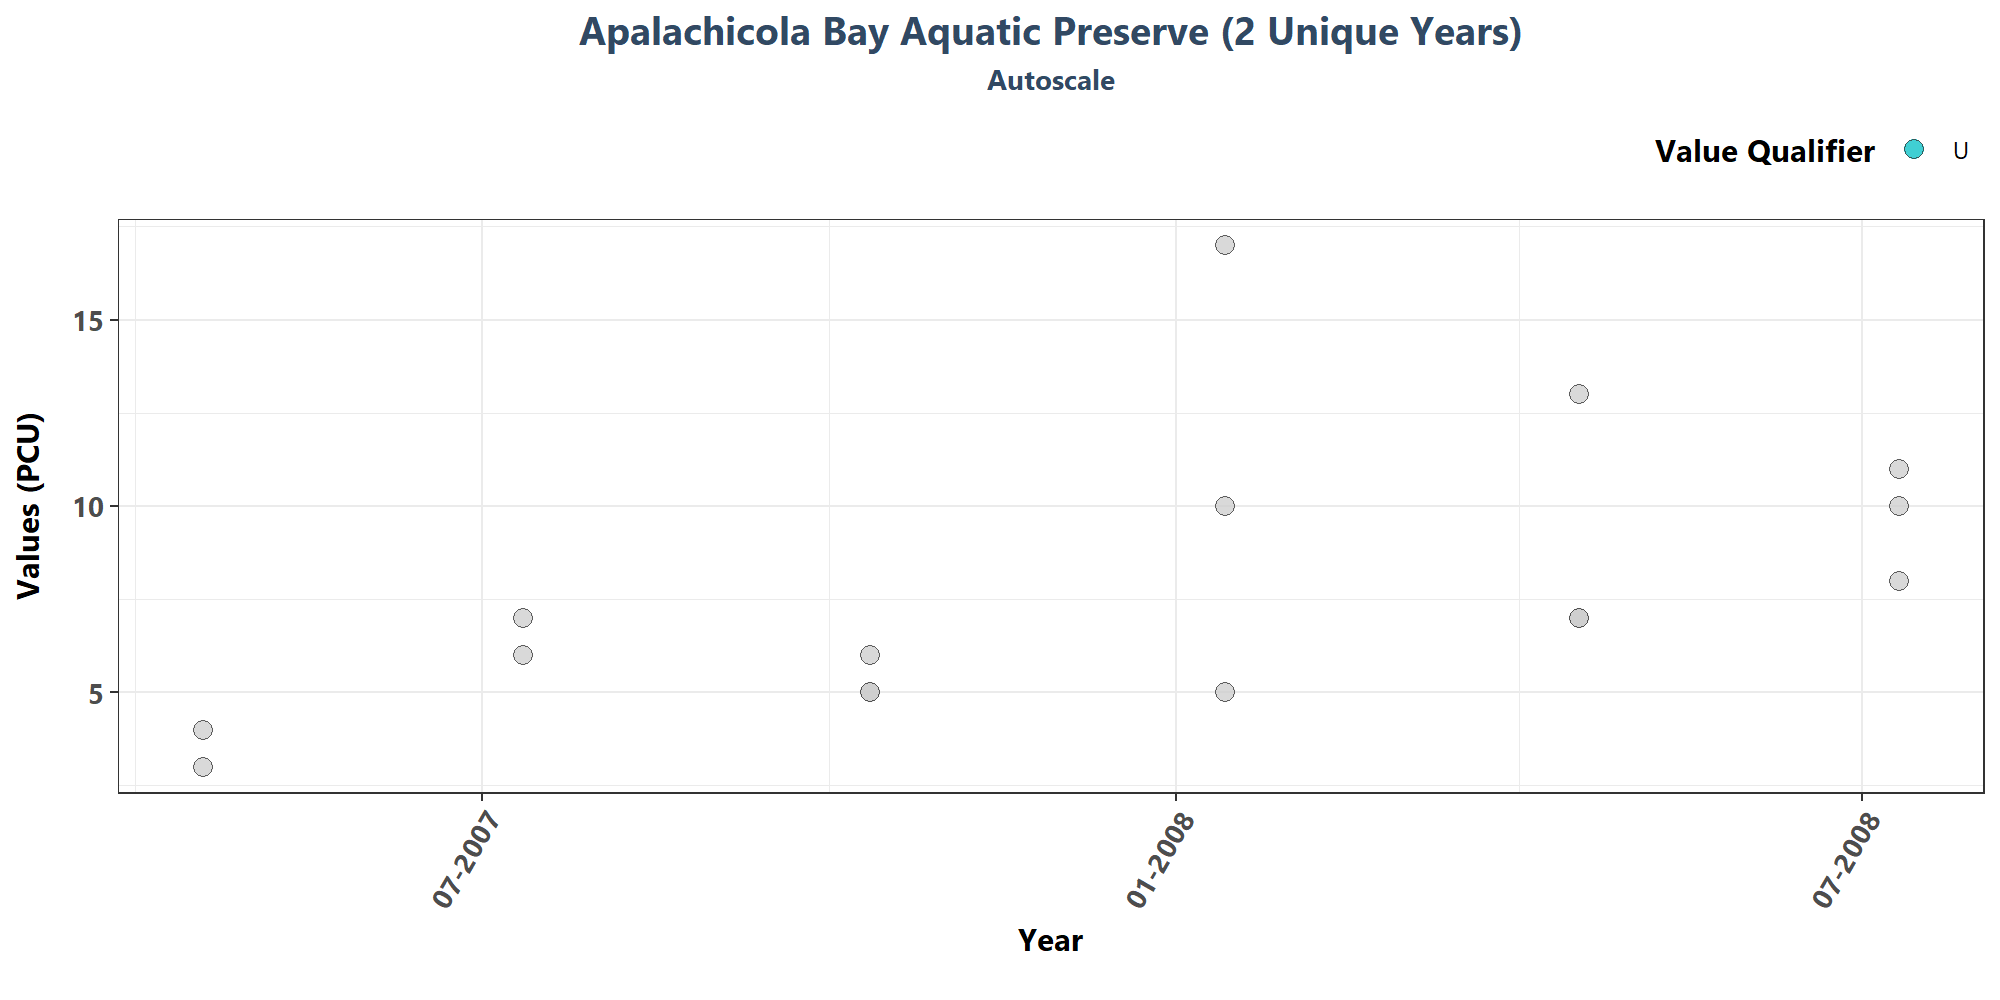 Apalachicola Bay Aquatic Preserve (2 Unique Years)
Autoscale
Value Qualifier U
Values (PCU)
15
10
5
07-2007
01-2008
07-2008
Year